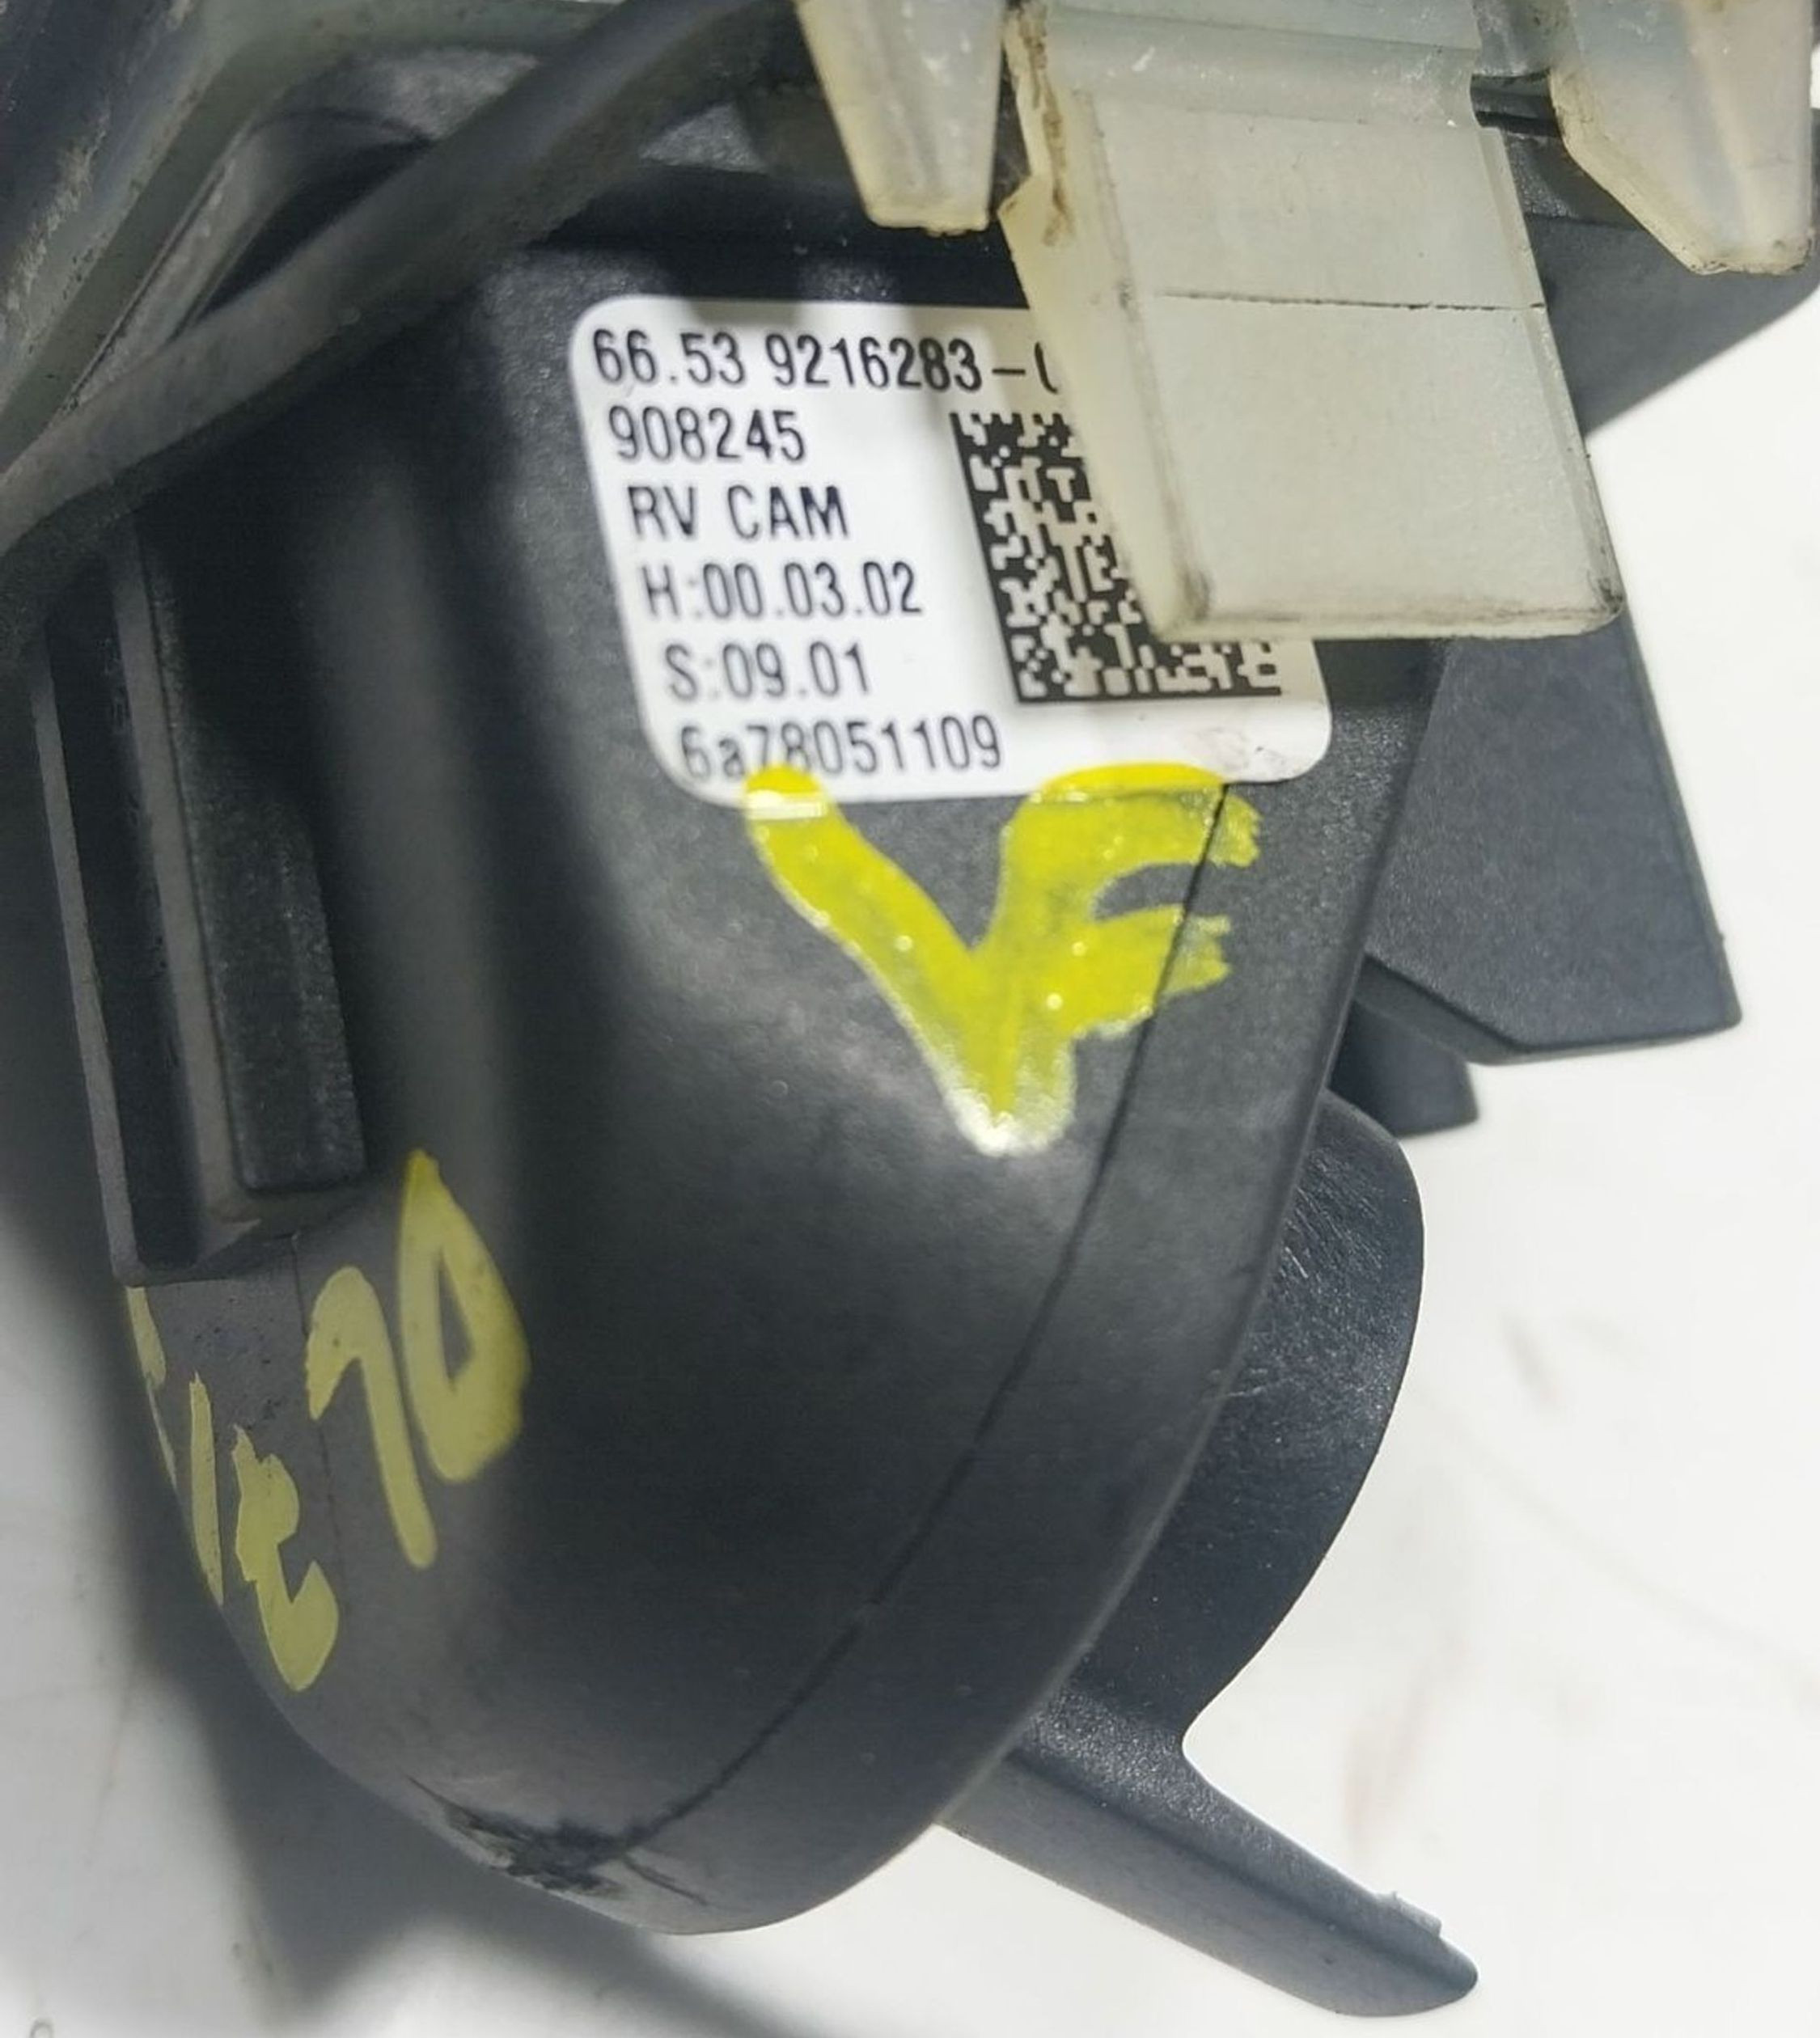 66.53 9216283-
908245
RV CAM
H:00.03.02
S:09.01
6a78051109
VF